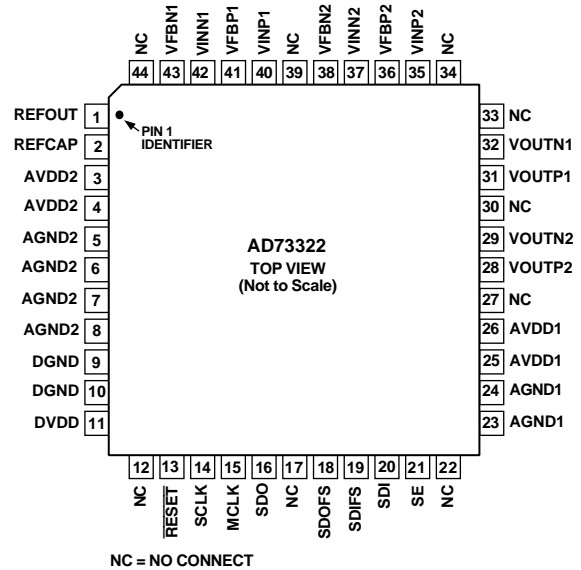 NC
VFBN1
VINN1
VFBP1
VINP1
NC
VFBN2
VINN2
VFBP2
VINP2
NC
44 43 42 41 40 39 38 37 36 35 34
REFOUT 1
REFCAP 2
AVDD2 3
AVDD2 4
AGND2 5
AGND2 6
AGND2 7
AGND2 8
DGND 9
DGND 10
DVDD 11
PIN 1
IDENTIFIER
AD73322
TOP VIEW
(Not to Scale)
33 NC
32 VOUTN1
31 VOUTP1
30 NC
29 VOUTN2
28 VOUTP2
27 NC
26 AVDD1
25 AVDD1
24 AGND1
23 AGND1
12 13 14 15 16 17 18 19 20 21 22
NC
RESET
SCLK
MCLK
SDO
NC
SDOFS
SDIFS
SDI
SE
NC
NC = NO CONNECT